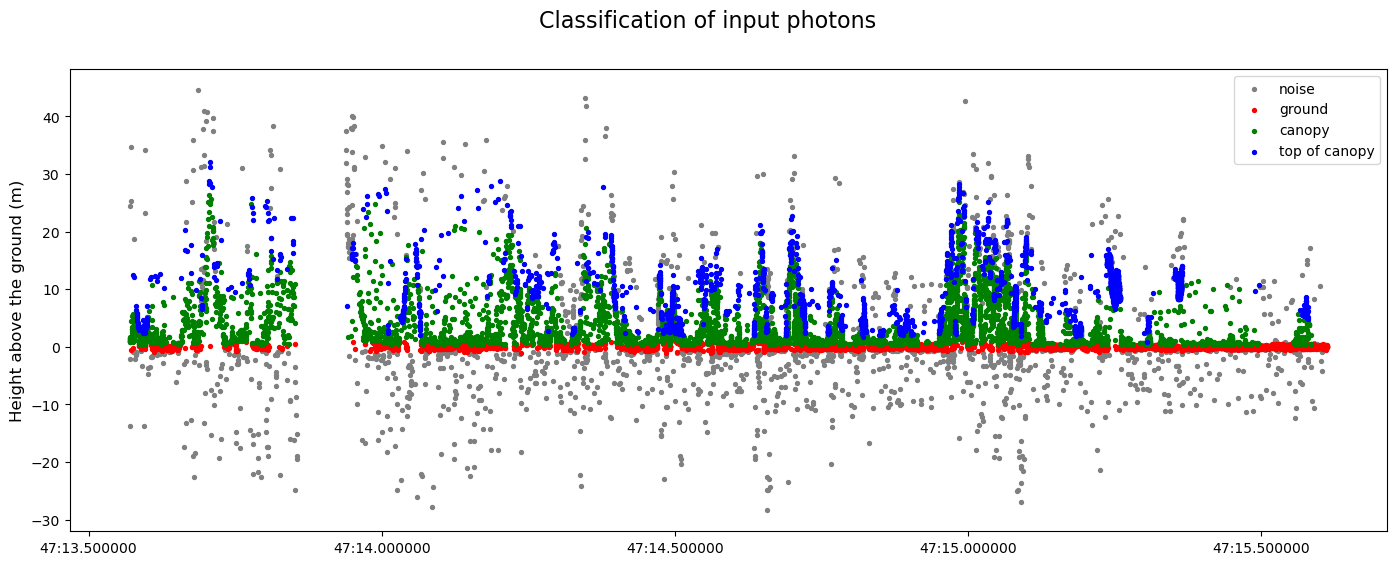 Classification of input photons
noise
ground
canopy
top of canopy
Height above the ground (m)
40
30
20
10
0
−10
−20
−30
47:13.500000
47:14.000000
47:14.500000
47:15.000000
47:15.500000